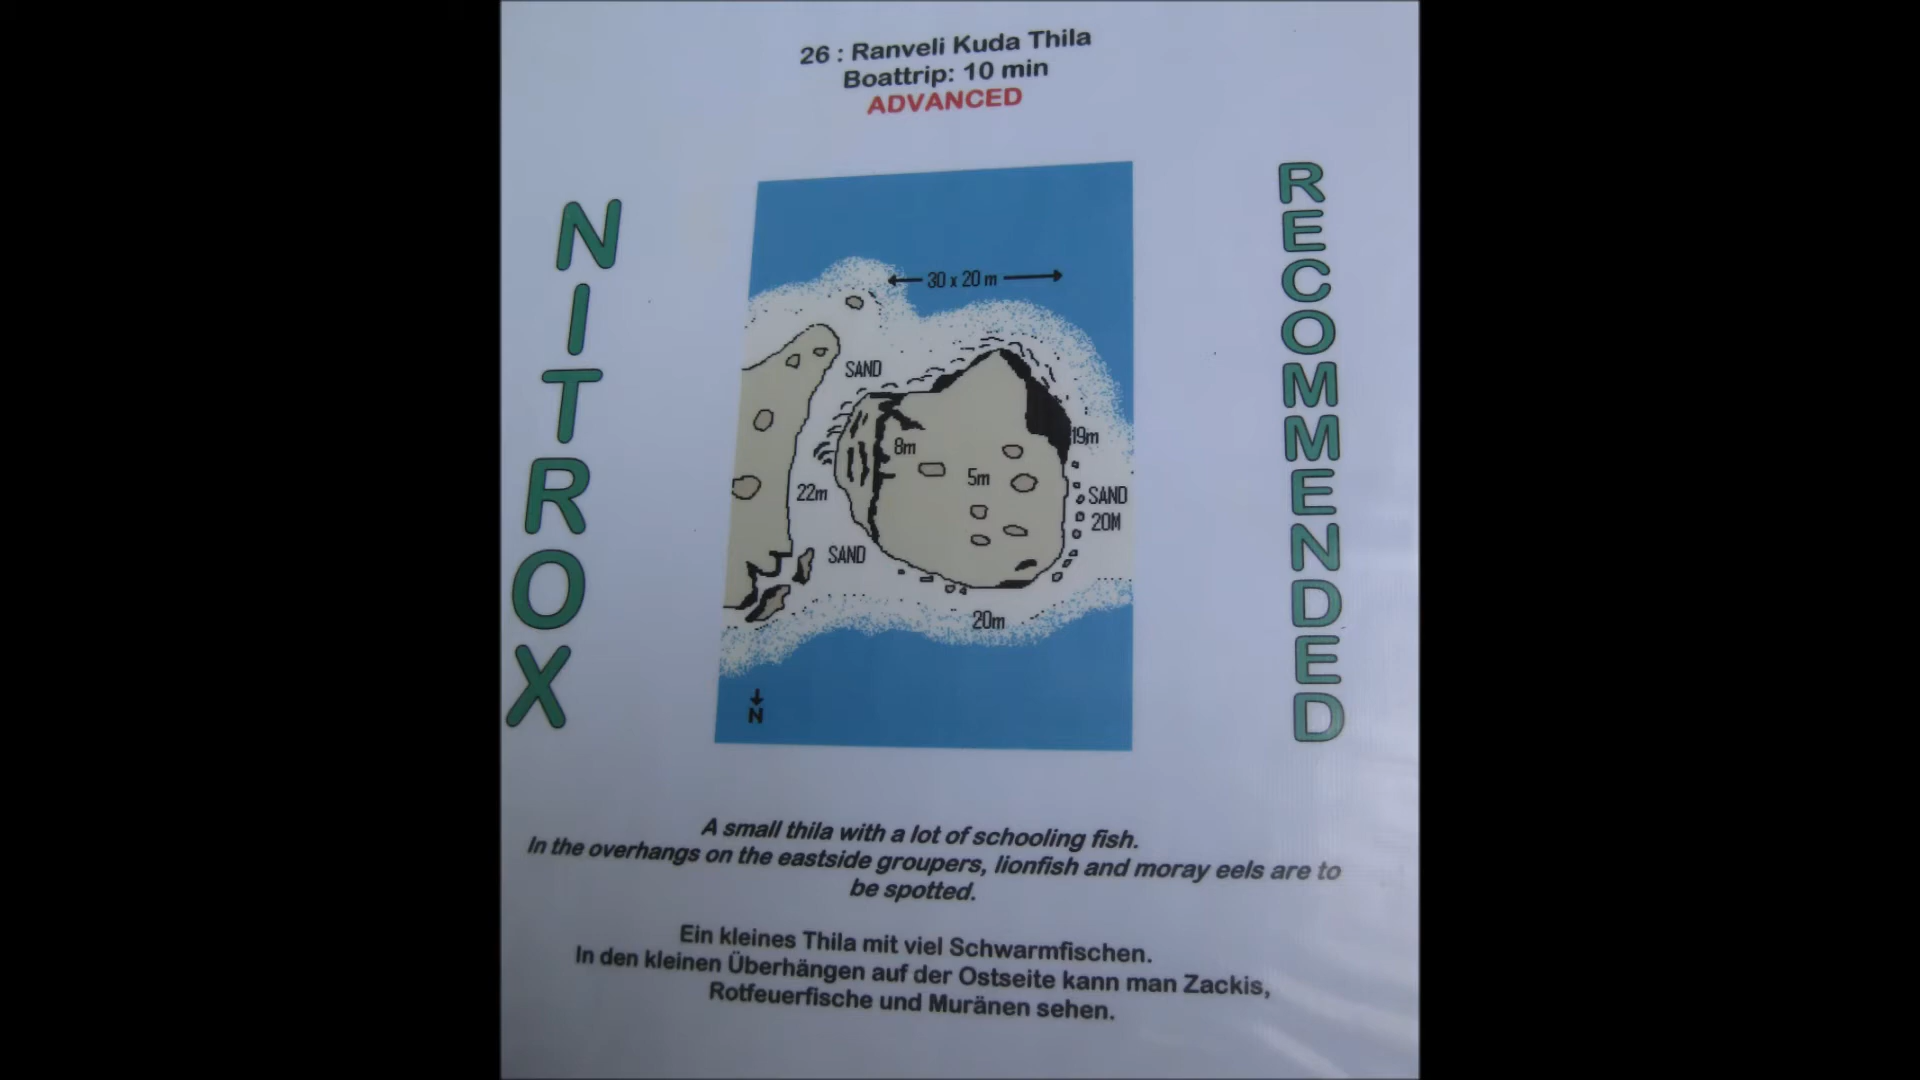 26 : Ranveli Kuda Thila
Boattrip: 10 min
ADVANCED
NITROX
RECOMMENDED
30 x 20 m
SAND
8m
19m
5m
22m
SAND
20M
SAND
20m
N
A small thila with a lot of schooling fish.
In the overhangs on the eastside groupers, lionfish and moray eels are to
be spotted.
Ein kleines Thila mit viel Schwarmfischen.
In den kleinen Überhängen auf der Ostseite kann man Zackis,
Rotfeuerfische und Muränen sehen.